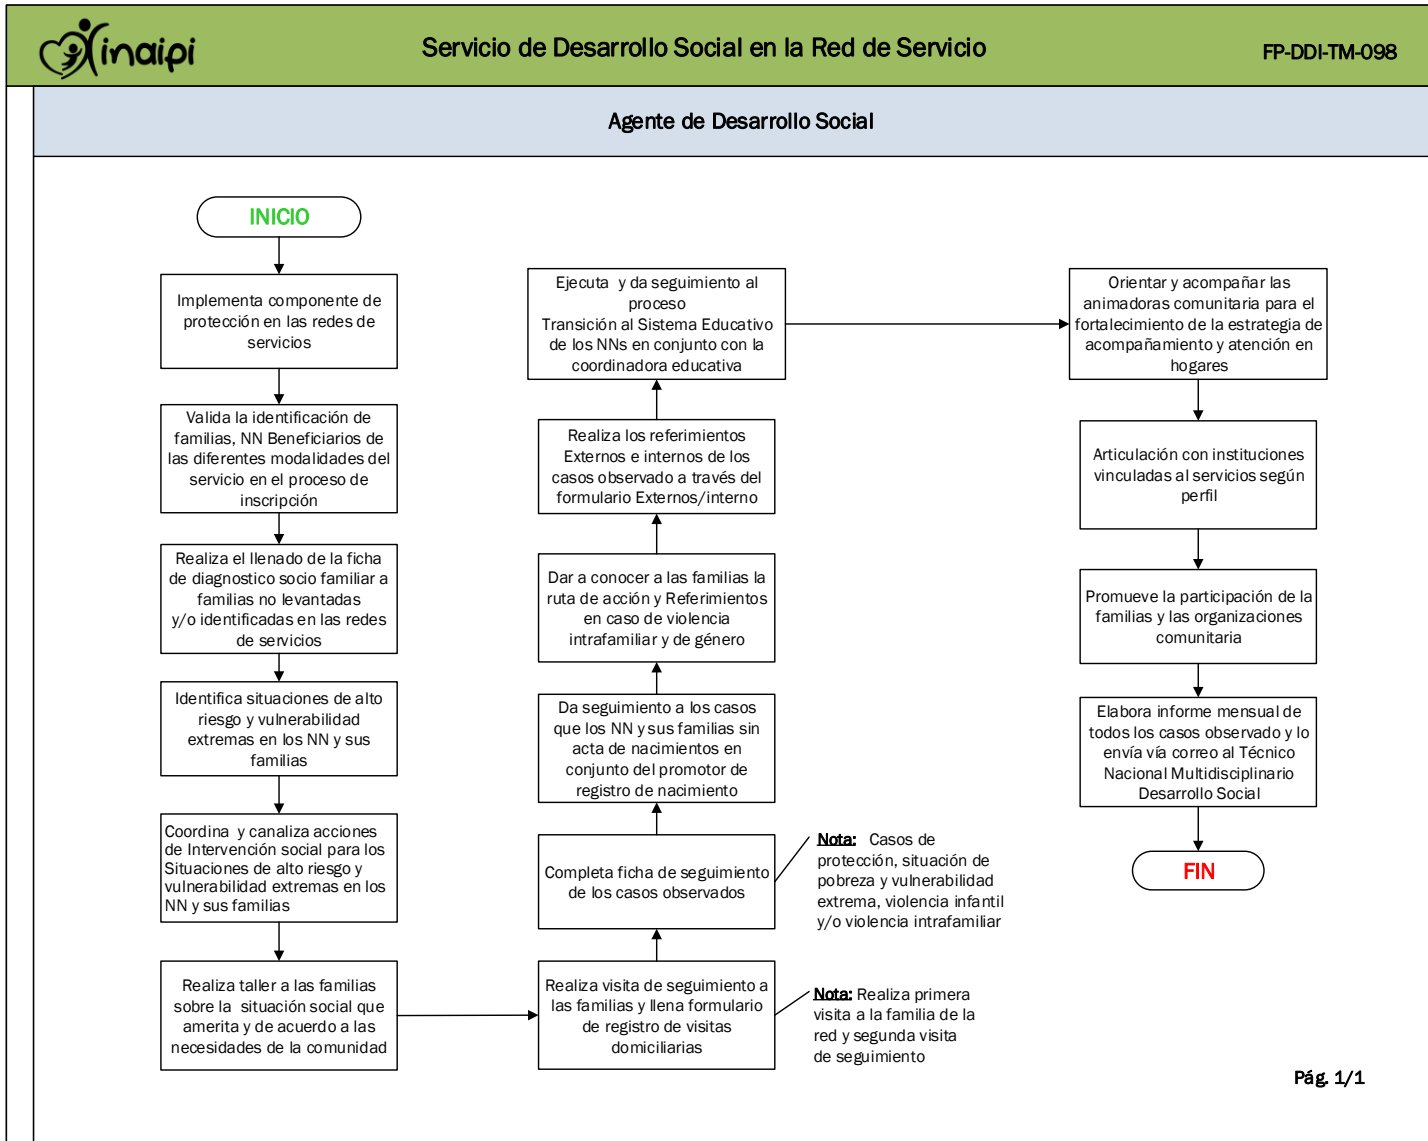 inaipi
Servicio de Desarrollo Social en la Red de Servicio
FP-DDI-TM-098
Agente de Desarrollo Social
INICIO
Implementa componente de
protección en las redes de
servicios
Valida la identificación de
familias, NN Beneficiarios de
las diferentes modalidades del
servicio en el proceso de
inscripción
Realiza el llenado de la ficha
de diagnostico socio familiar a
familias no levantadas
y/o identificadas en las redes
de servicios
Identifica situaciones de alto
riesgo y vulnerabilidad
extremas en los NN y sus
familias
Coordina y canaliza acciones
de Intervención social para los
Situaciones de alto riesgo y
vulnerabilidad extremas en los
NN y sus familias
Realiza taller a las familias
sobre la situación social que
amerita y de acuerdo a las
necesidades de la comunidad
Realiza visita de seguimiento a
las familias y llena formulario
de registro de visitas
domiciliarias
Nota: Realiza primera
visita a la familia de la
red y segunda visita
de seguimiento
Completa ficha de seguimiento
de los casos observados
Nota: Casos de
protección, situación de
pobreza y vulnerabilidad
extrema, violencia infantil
y/o violencia intrafamiliar
Da seguimiento a los casos
que los NN y sus familias sin
acta de nacimientos en
conjunto del promotor de
registro de nacimiento
Dar a conocer a las familias la
ruta de acción y Referimientos
en caso de violencia
intrafamiliar y de género
Realiza los referimientos
Externos e internos de los
casos observado a través del
formulario Externos/interno
Ejecuta y da seguimiento al
proceso
Transición al Sistema Educativo
de los NNs en conjunto con la
coordinadora educativa
Orientar y acompañar las
animadoras comunitaria para el
fortalecimiento de la estrategia de
acompañamiento y atención en
hogares
Articulación con instituciones
vinculadas al servicios según
perfil
Promueve la participación de la
familias y las organizaciones
comunitaria
Elabora informe mensual de
todos los casos observado y lo
envía vía correo al Técnico
Nacional Multidisciplinario
Desarrollo Social
FIN
Pág. 1/1